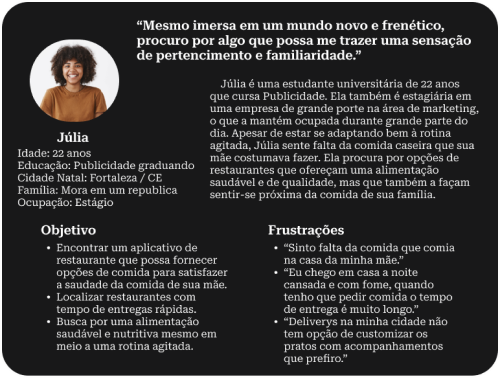 “Mesmo imersa em um mundo novo e frenético,
procuro por algo que possa me trazer uma sensação
de pertencimento e familiaridade.”
Júlia é uma estudante universitária de 22 anos
que cursa Publicidade. Ela também é estagiária em
uma empresa de grande porte na área de marketing,
o que a mantém ocupada durante grande parte do
dia. Apesar de estar se adaptando bem à rotina
agitada, Júlia sente falta da comida caseira que sua
mãe costumava fazer. Ela procura por opções de
restaurantes que ofereçam uma alimentação
saudável e de qualidade, mas que também a façam
sentir-se próxima da comida de sua família.
Júlia
Idade: 22 anos
Educação: Publicidade graduando
Cidade Natal: Fortaleza / CE
Família: Mora em um republica
Ocupação: Estágio
Objetivo
• Encontrar um aplicativo de
restaurante que possa fornecer
opções de comida para satisfazer
a saudade da comida de sua mãe.
• Localizar restaurantes com
tempo de entregas rápidas.
• Busca por uma alimentação
saudável e nutritiva mesmo em
meio a uma rotina agitada.
Frustrações
• “Sinto falta da comida que comia
na casa da minha mãe.”
• “Eu chego em casa a noite
cansada e com fome, quando
tenho que pedir comida o tempo
de entrega é muito longo.”
• “Deliverys na minha cidade não
tem opção de customizar os
pratos com acompanhamentos
que prefiro.”